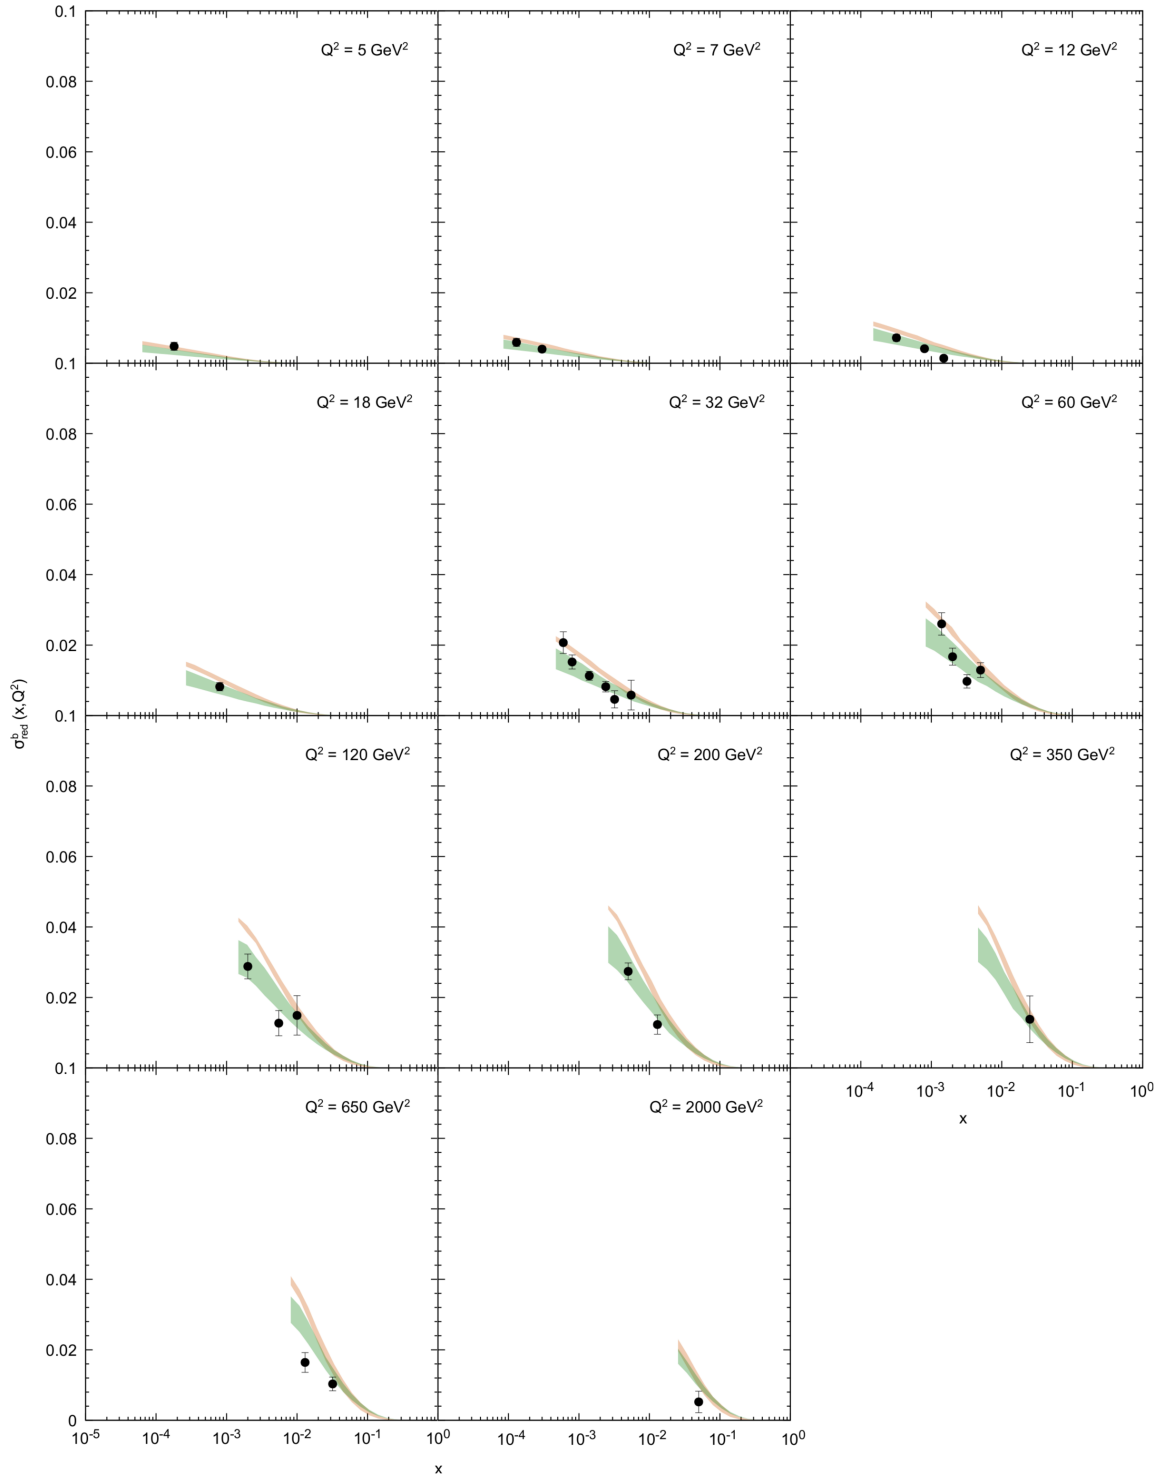 0.1
0.08
0.06
0.04
0.02
Q² = 5 GeV²
Q² = 7 GeV²
Q² = 12 GeV²
0.1
0.08
0.06
0.04
0.02
Q² = 18 GeV²
Q² = 32 GeV²
Q² = 60 GeV²
σᵇred (x,Q²)
0.1
0.08
0.06
0.04
0.02
Q² = 120 GeV²
Q² = 200 GeV²
Q² = 350 GeV²
10⁻⁴ 10⁻³ 10⁻² 10⁻¹ 10⁰
x
0.1
0.08
0.06
0.04
0.02
0
Q² = 650 GeV²
Q² = 2000 GeV²
10⁻⁵ 10⁻⁴ 10⁻³ 10⁻² 10⁻¹ 10⁰ 10⁻⁴ 10⁻³ 10⁻² 10⁻¹ 10⁰
x